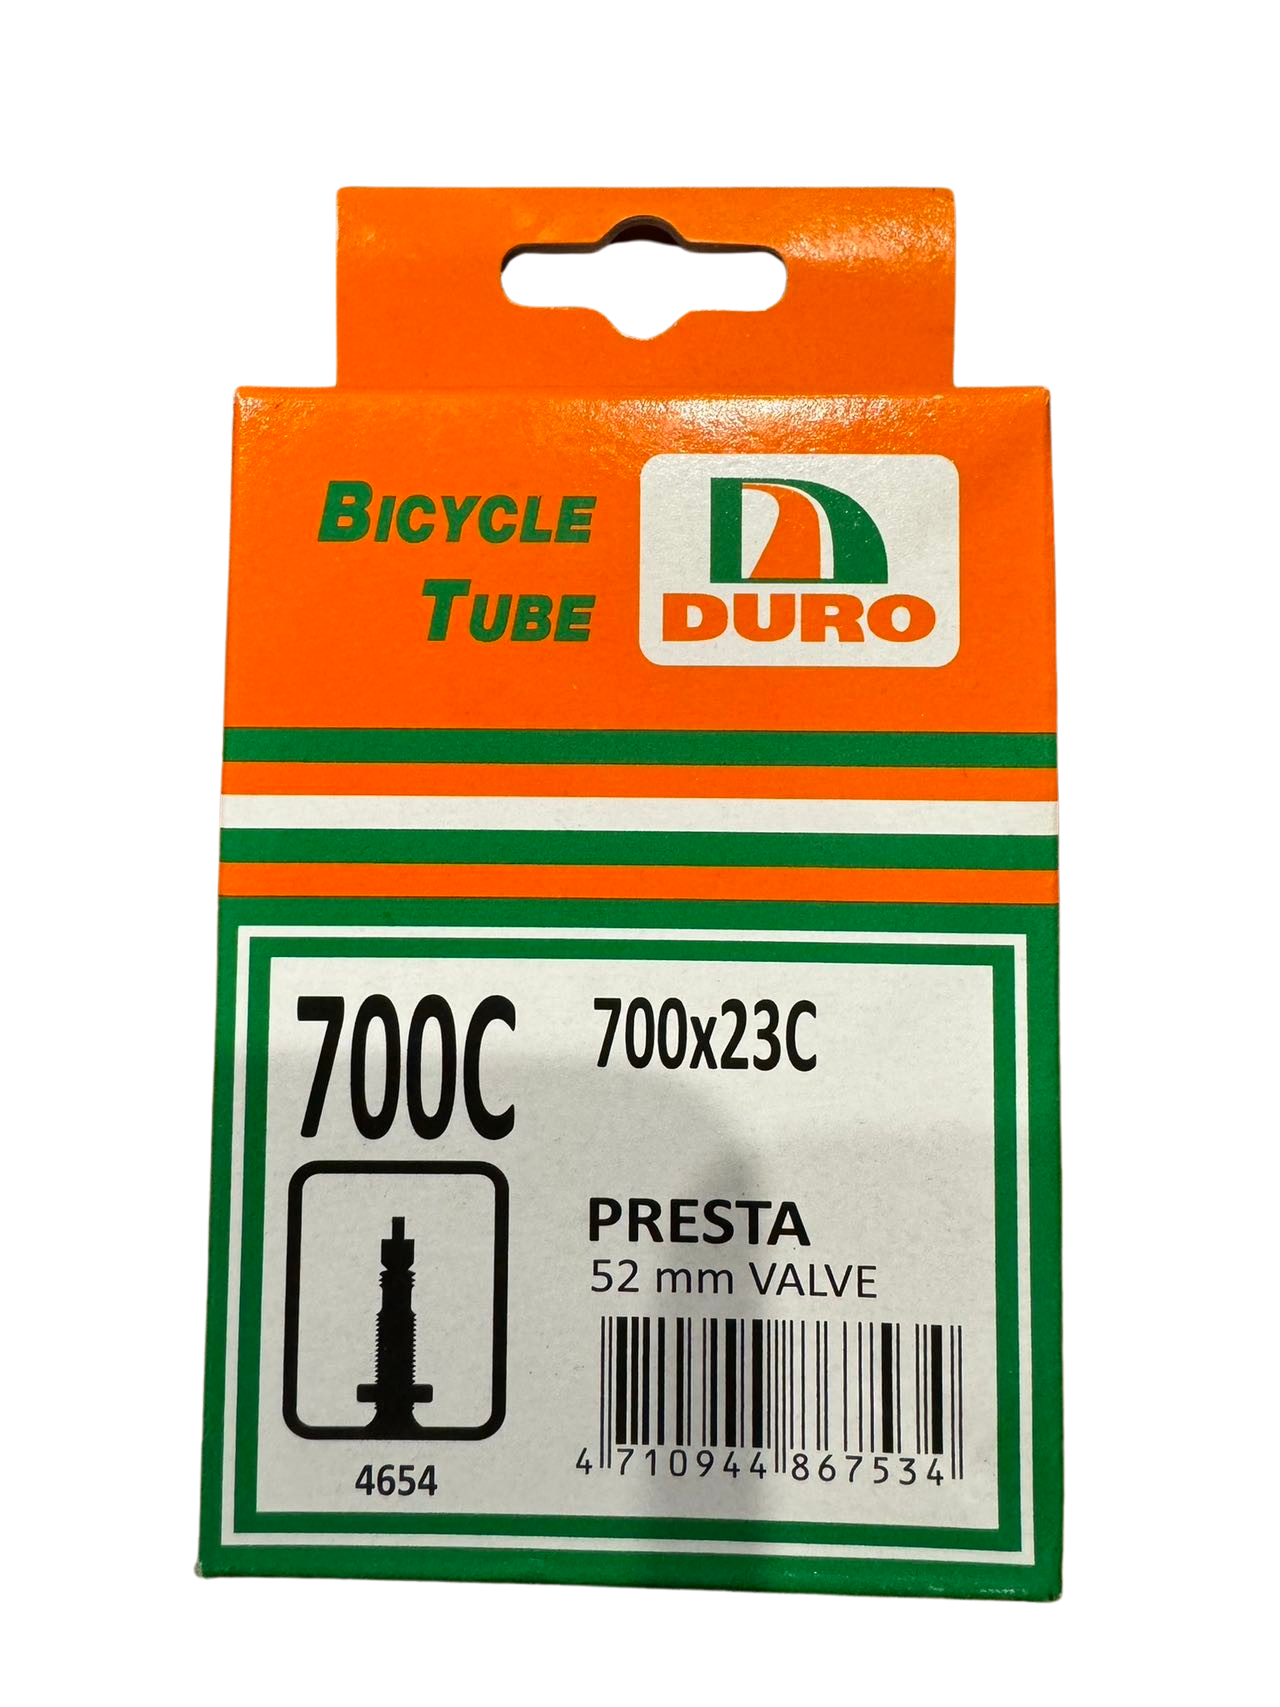 BICYCLE
TUBE
DURO
700C
700x23C
PRESTA
52 mm VALVE
4654
4 710944 867534